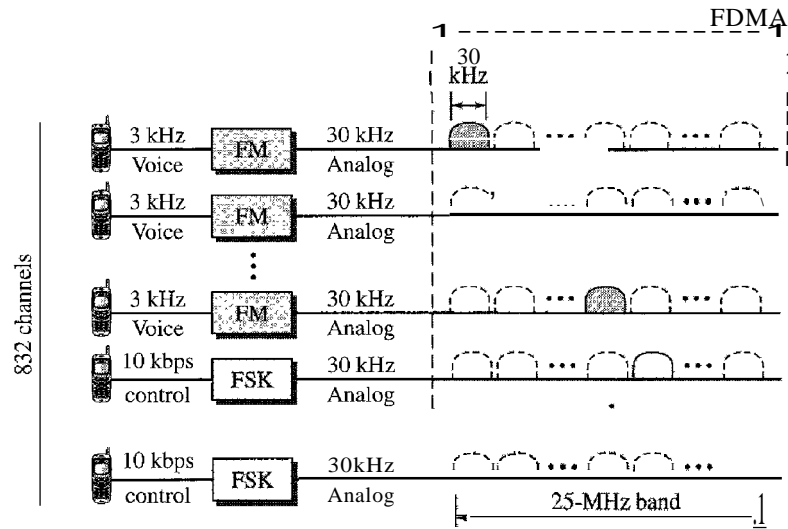 FDMA
30
kHz
3 kHz
Voice
FM
30 kHz
Analog
3 kHz
Voice
FM
30 kHz
Analog
832 channels
3 kHz
Voice
FM
30 kHz
Analog
10 kbps
control
FSK
30 kHz
Analog
10 kbps
control
FSK
30kHz
Analog
25-MHz band